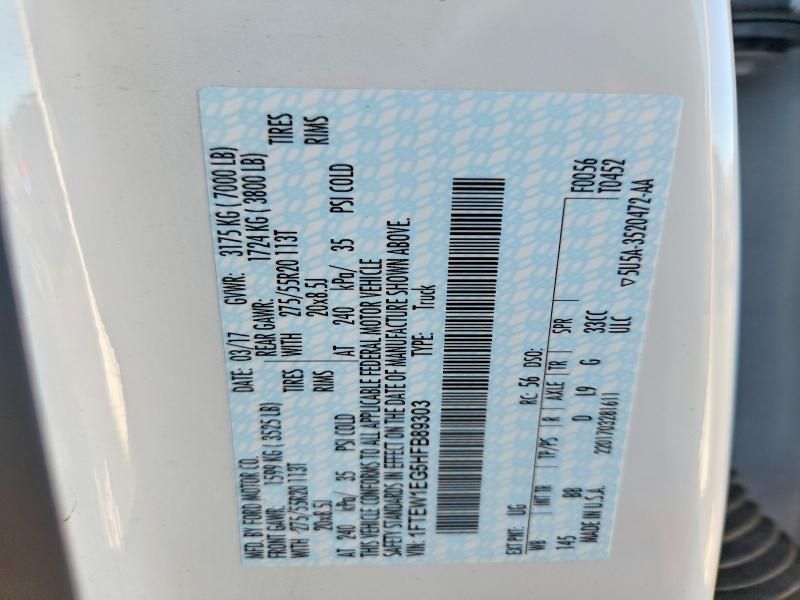 MFD. BY FORD MOTOR CO. DATE: 03/17 GVWR: 3175 KG ( 7000 LB)
FRONT GAWR: 1599 KG ( 3525 LB) REAR GAWR: 1724 KG ( 3800 LB)
WITH 275/55R20 113T TIRES WITH 275/55R20 113T TIRES
20x8.5J RIMS 20x8.5J RIMS
AT 240 kPa/ 35 PSI COLD AT 240 kPa/ 35 PSI COLD
THIS VEHICLE CONFORMS TO ALL APPLICABLE FEDERAL MOTOR VEHICLE
SAFETY STANDARDS IN EFFECT ON THE DATE OF MANUFACTURE SHOWN ABOVE.
VIN: 1FTEW1EG5HFB89303 TYPE: Truck
F0056
EXT PNT: UG RC: 56 DSO: T0452
WB INT TR TP/PS R AXLE TR SPR
145 BB D L9 G 33CC
22811703281611 ULC
MADE IN U.S.A. ▽5U5A-3520472-AA